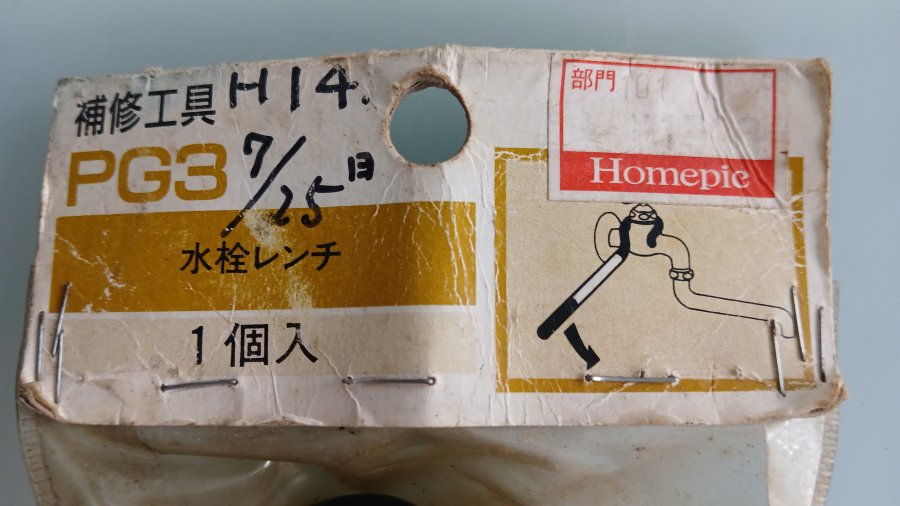 補修工具
H14.
PG3
7/25日
水栓レンチ
1個入
部門 101
Homepic